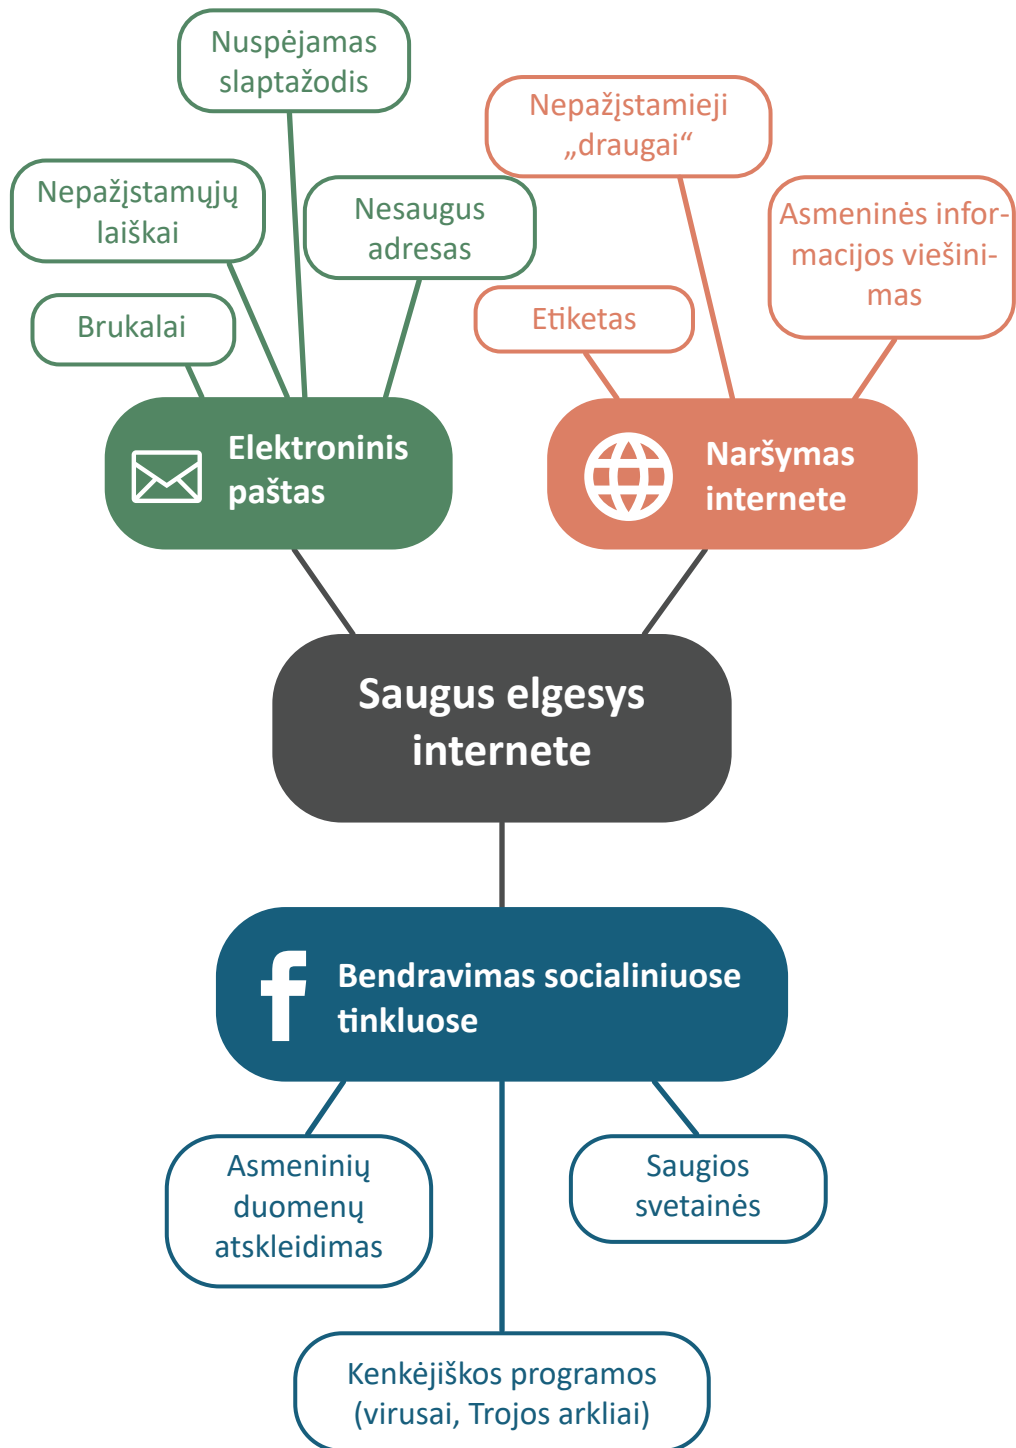 Nuspėjamas
slaptažodis
Nepažįstamųjų
laiškai
Nesaugus
adresas
Brukalai
Elektroninis
paštas
Nepažįstamieji
„draugai“
Asmeninės infor-
macijos viešini-
mas
Etiketas
Naršymas
internete
Saugus elgesys
internete
Bendravimas socialiniuose
tinkluose
Asmeninių
duomenų
atskleidimas
Saugios
svetainės
Kenkėjiškos programos
(virusai, Trojos arkliai)